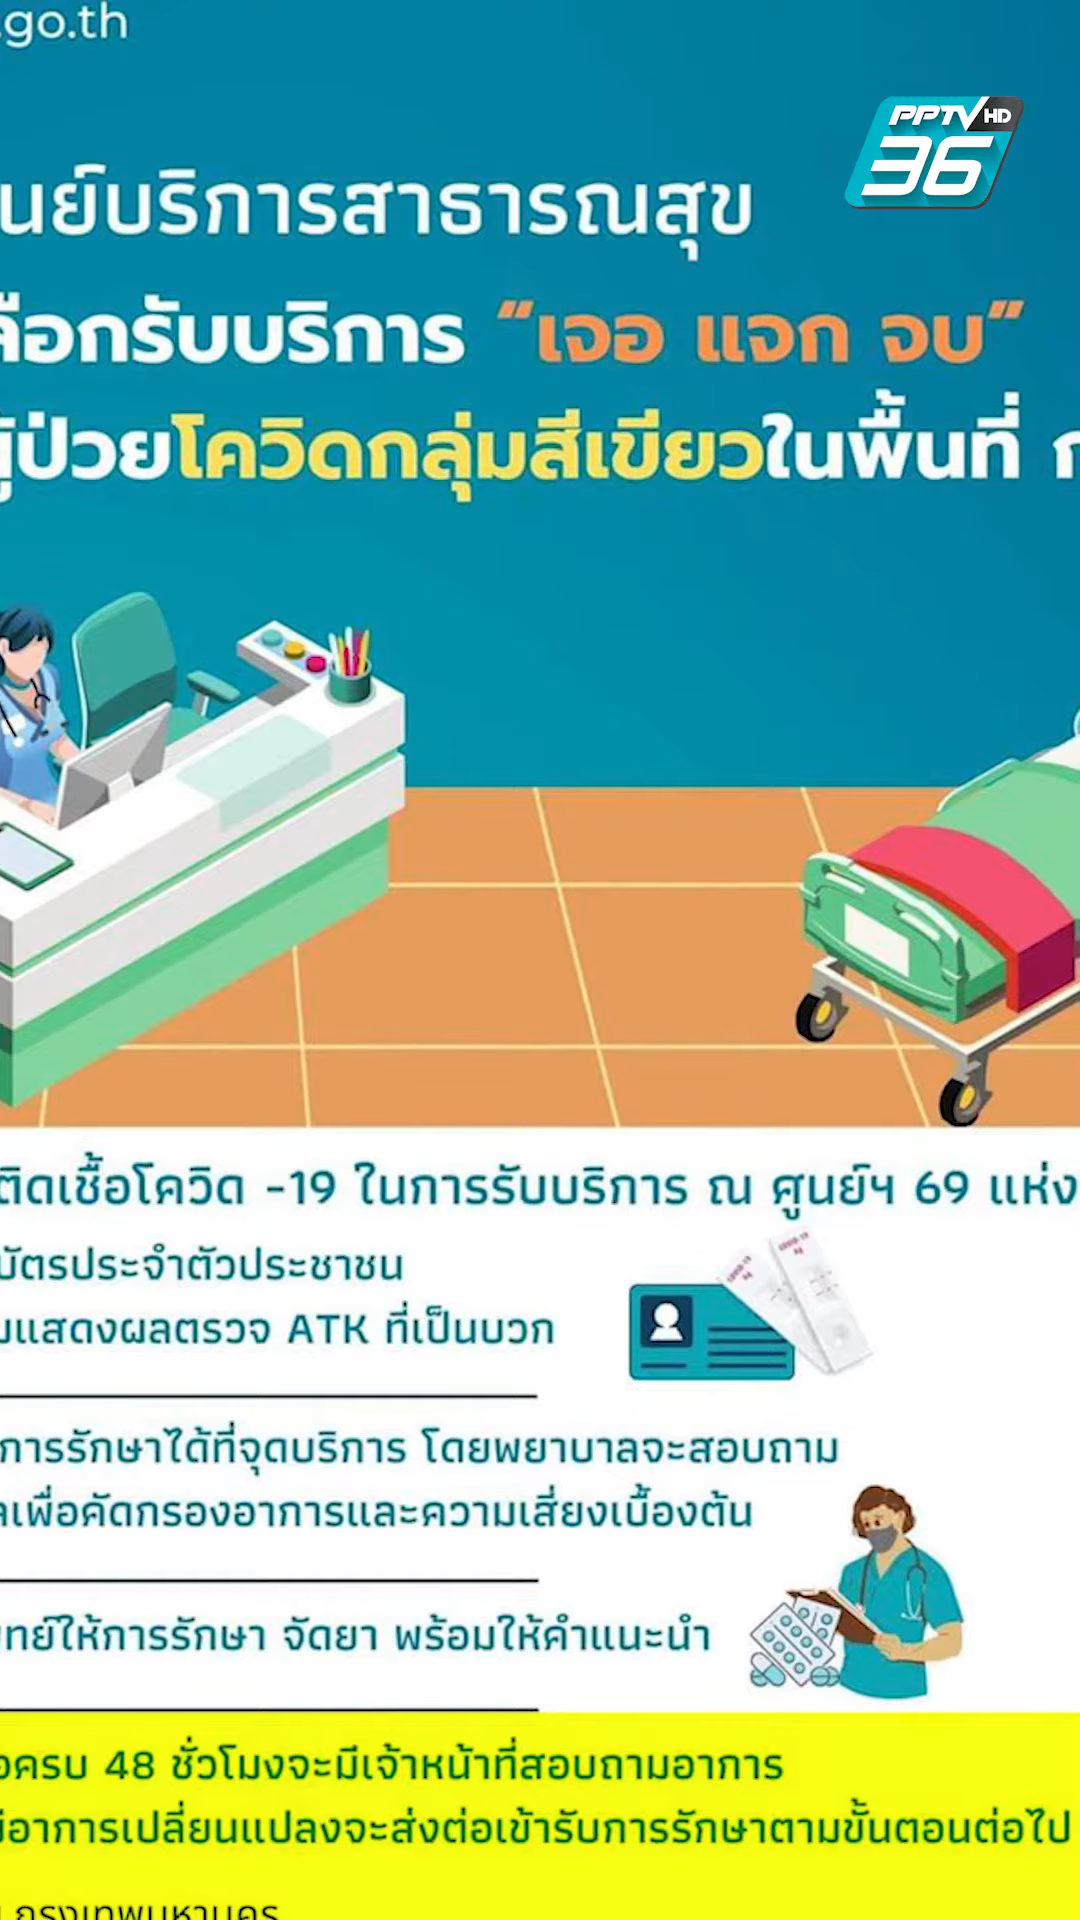 .go.th
PPTV HD
36
นย์บริการสาธารณสุข
ลือกรับบริการ “เจอ แจก จบ”
ผู้ป่วยโควิดกลุ่มสีเขียวในพื้นที่ ก
ติดเชื้อโควิด -19 ในการรับบริการ ณ ศูนย์ฯ 69 แห่ง
บัตรประจำตัวประชาชน
มแสดงผลตรวจ ATK ที่เป็นบวก
การรักษาได้ที่จุดบริการ โดยพยาบาลจะสอบถาม
ลเพื่อคัดกรองอาการและความเสี่ยงเบื้องต้น
พทย์ให้การรักษา จัดยา พร้อมให้คำแนะนำ
อครบ 48 ชั่วโมงจะมีเจ้าหน้าที่สอบถามอาการ
มีอาการเปลี่ยนแปลงจะส่งต่อเข้ารับการรักษาตามขั้นตอนต่อไป
กรุงเทพมหานคร